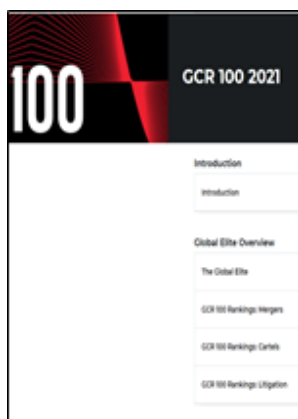 100
GCR 100 2021
Introduction
Introduction
Global Elite Overview
The Global Elite
GCR 100 Rankings: Mergers
GCR 100 Rankings: Cartels
GCR 100 Rankings: Litigation